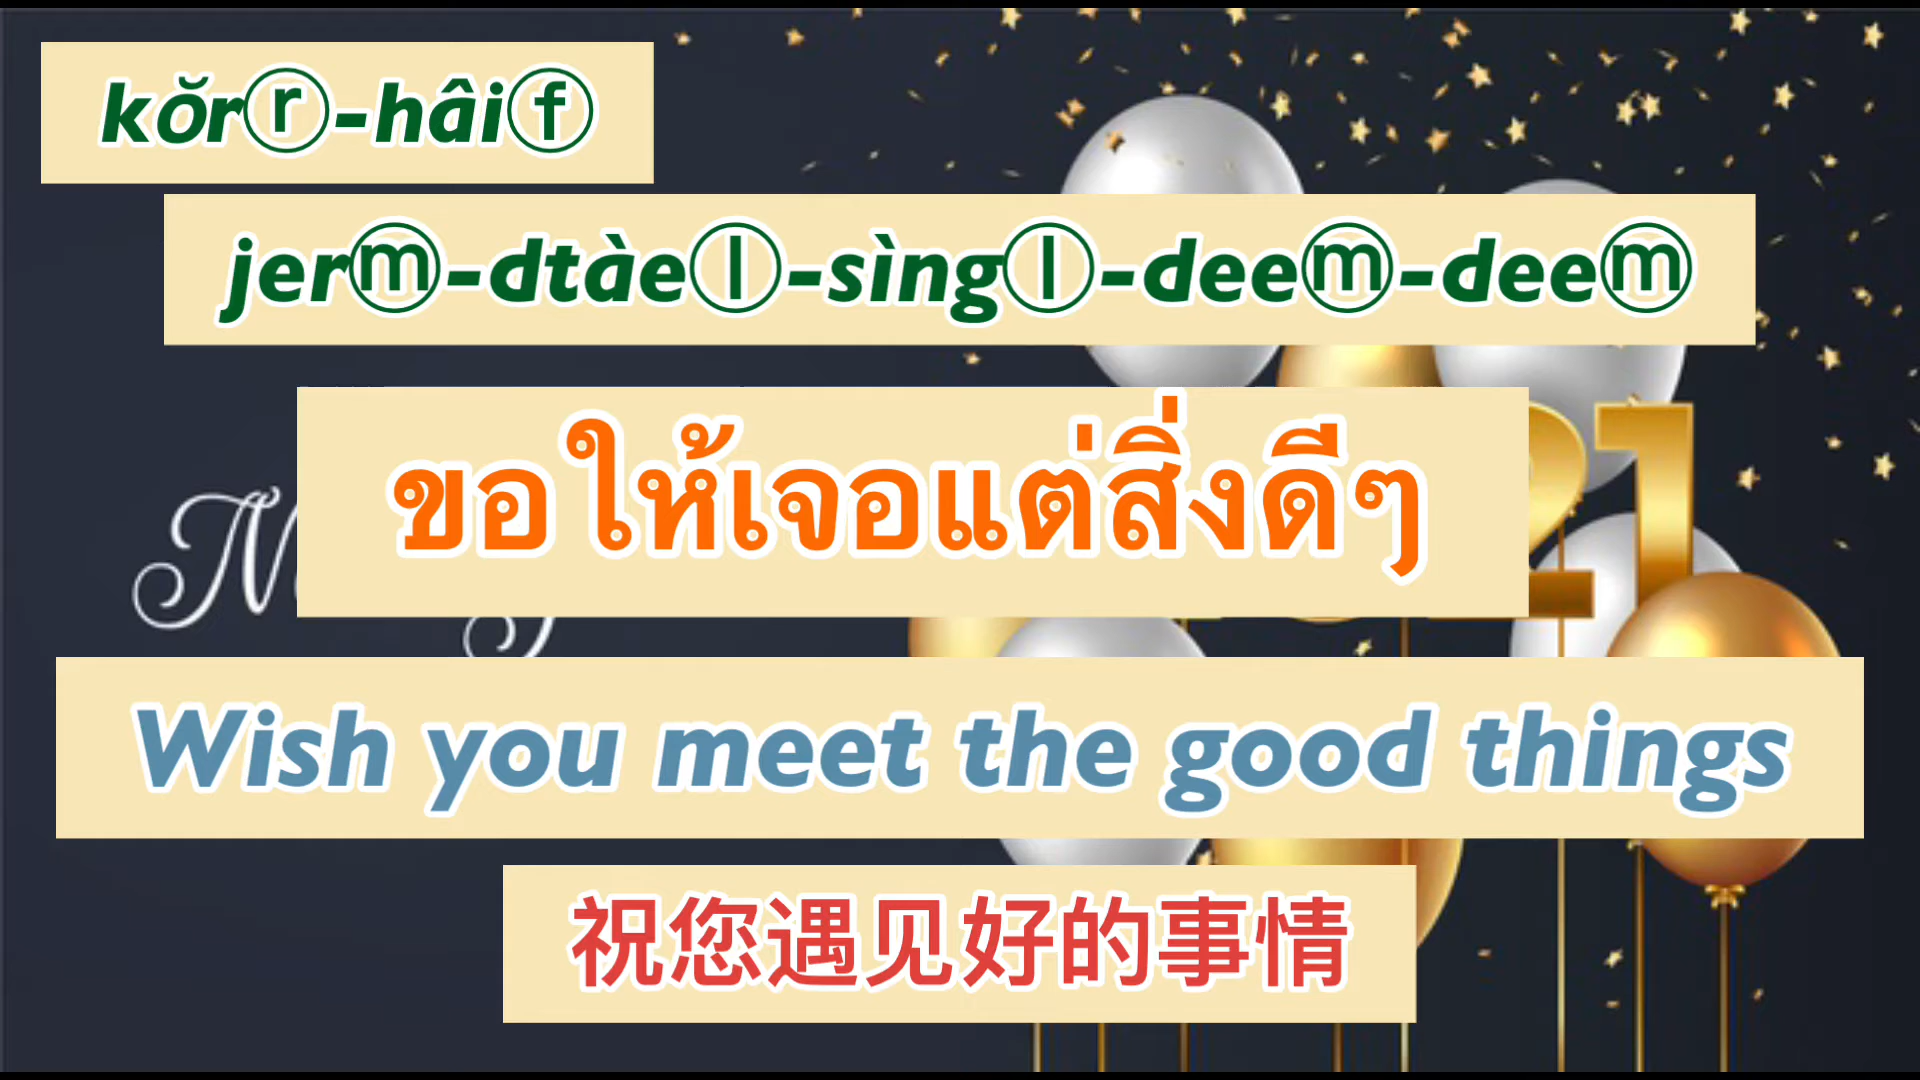 kŏrⓡ-hâiⓕ
jerⓜ-dtàeⓛ-sìngⓛ-deeⓜ-deeⓜ
ขอให้เจอแต่สิ่งดีๆ
Wish you meet the good things
祝您遇见好的事情